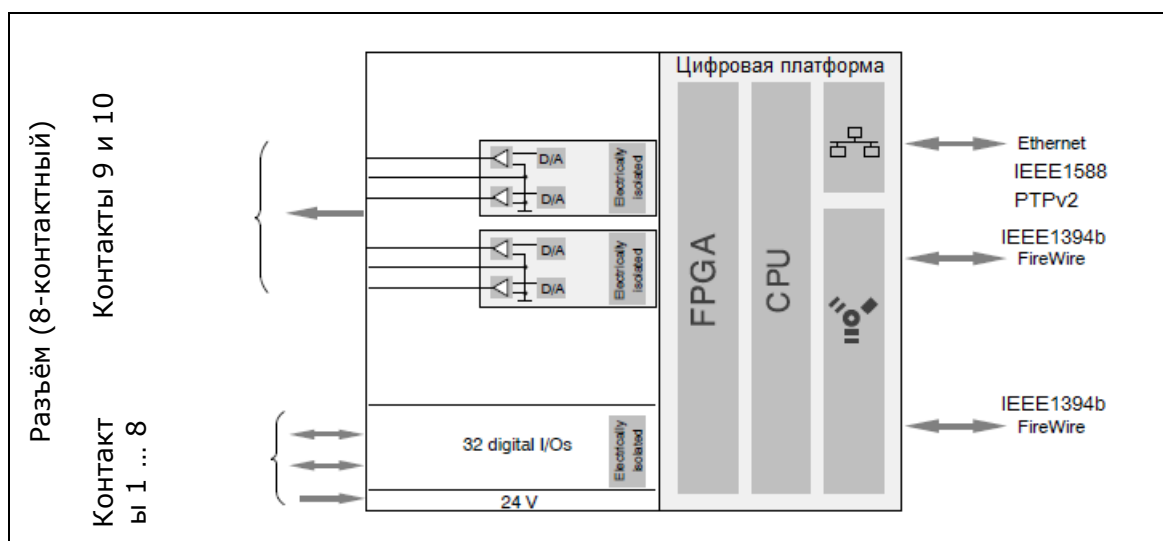 Разъём (8-контактный)
Контакты 9 и 10
Контакт
ы 1 ... 8
D/A
D/A
Electrically
isolated
D/A
D/A
Electrically
isolated
32 digital I/Os
Electrically
isolated
24 V
Цифровая платформа
FPGA
CPU
Ethernet
IEEE1588
PTPv2
IEEE1394b
FireWire
IEEE1394b
FireWire